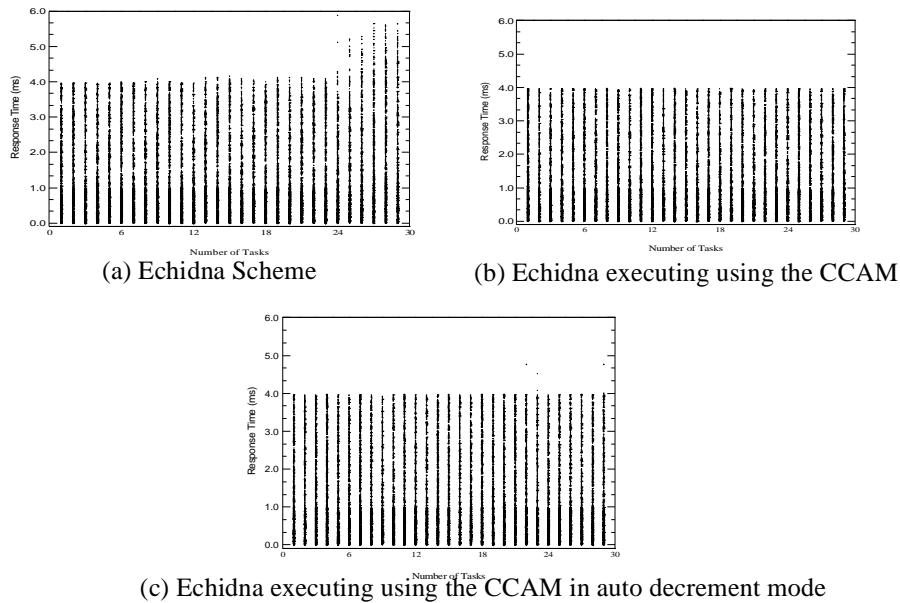 6.0
5.0
4.0
3.0
2.0
1.0
0.0
Response Time (ms)
0 6 12 18 24 30
Number of Tasks
(a) Echidna Scheme
6.0
5.0
4.0
3.0
2.0
1.0
0.0
Response Time (ms)
0 6 12 18 24 30
Number of Tasks
(b) Echidna executing using the CCAM
6.0
5.0
4.0
3.0
2.0
1.0
0.0
Response Time (ms)
0 6 12 18 24 30
Number of Tasks
(c) Echidna executing using the CCAM in auto decrement mode